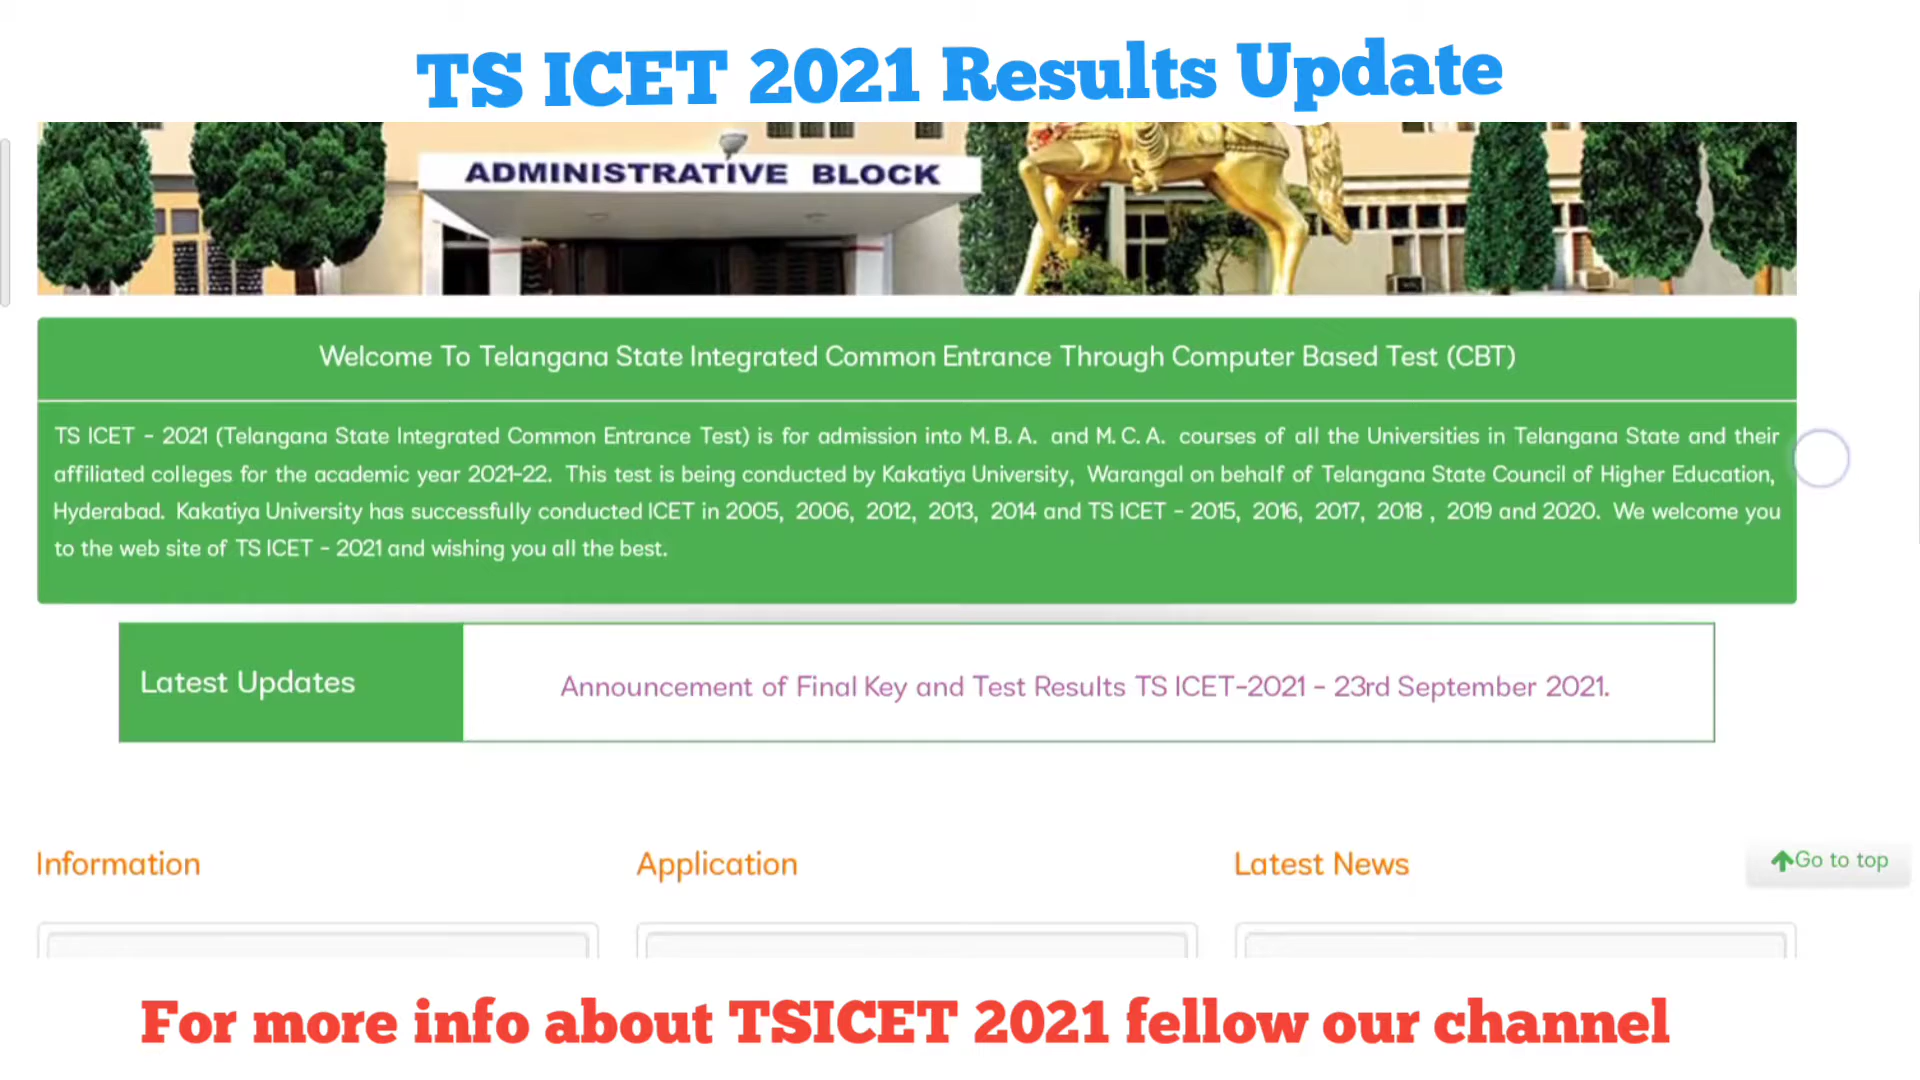 TS ICET 2021 Results Update
ADMINISTRATIVE BLOCK
Welcome To Telangana State Integrated Common Entrance Through Computer Based Test (CBT)
TS ICET - 2021 (Telangana State Integrated Common Entrance Test) is for admission into M. B. A. and M. C. A. courses of all the Universities in Telangana State and their
affiliated colleges for the academic year 2021-22. This test is being conducted by Kakatiya University, Warangal on behalf of Telangana State Council of Higher Education,
Hyderabad. Kakatiya University has successfully conducted ICET in 2005, 2006, 2012, 2013, 2014 and TS ICET - 2015, 2016, 2017, 2018 , 2019 and 2020. We welcome you
to the web site of TS ICET - 2021 and wishing you all the best.
Latest Updates
Announcement of Final Key and Test Results TS ICET-2021 - 23rd September 2021.
Information
Application
Latest News
Go to top
For more info about TSICET 2021 fellow our channel